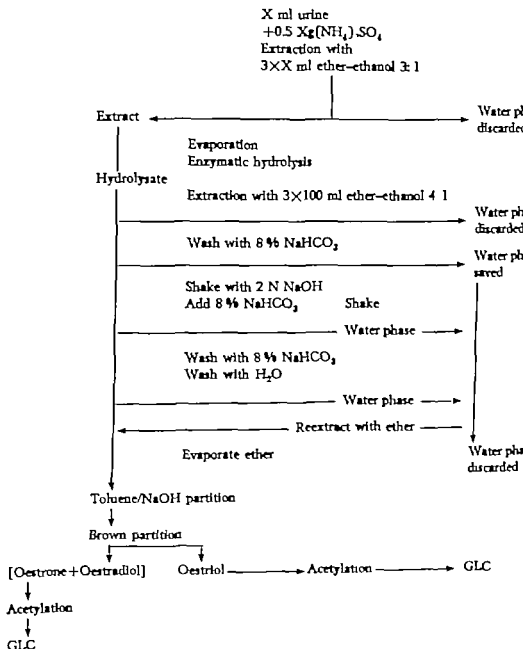 X ml urine
+0.5 Xg(NH₄).SO₄
Extraction with
3×X ml ether–ethanol 3:1
Extract
Water ph
discarded
Evaporation
Enzymatic hydrolysis
Hydrolysate
Extraction with 3×100 ml ether–ethanol 4 1
Water ph
discarded
Wash with 8% NaHCO₃
Water ph
saved
Shake with 2 N NaOH
Add 8% NaHCO₃ Shake
Water phase
Wash with 8% NaHCO₃
Wash with H₂O
Water phase
Reextract with ether
Evaporate ether
Water pha
discarded
Toluene/NaOH partition
Brown partition
[Oestrone+Oestradiol] Oestriol Acetylation GLC
Acetylation
GLC